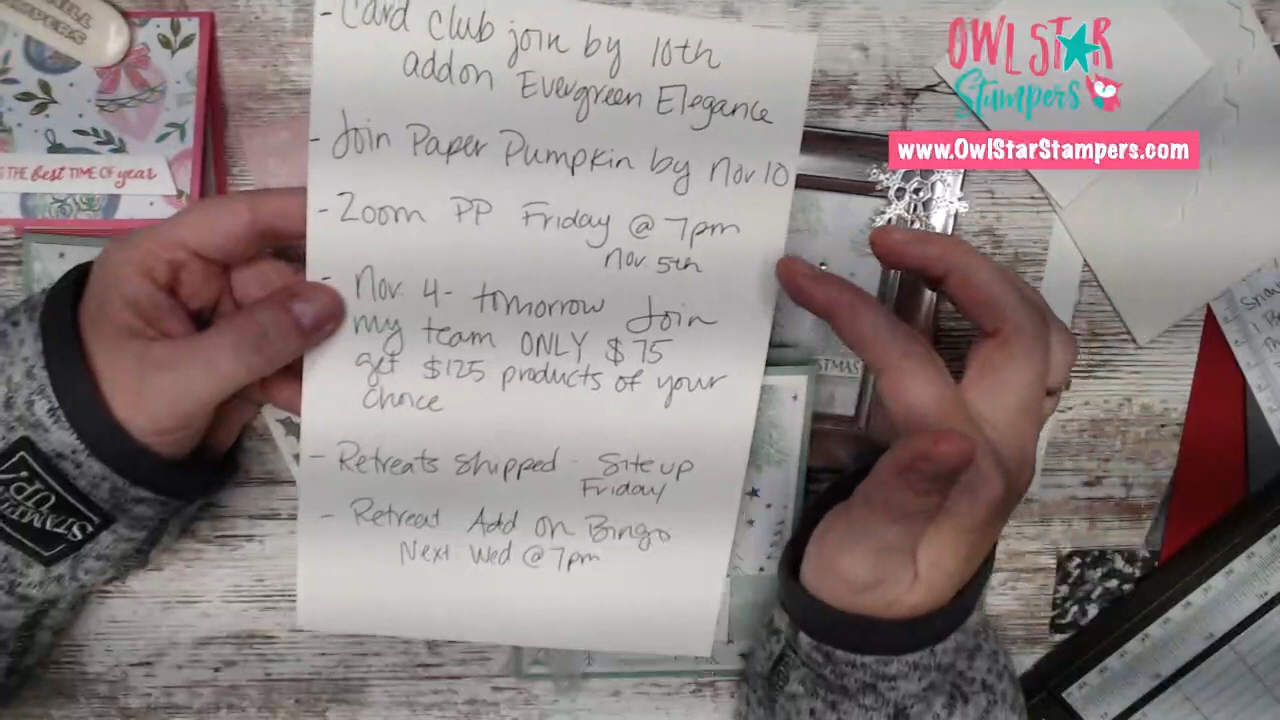 - Card club join by 10th
addon Evergreen Elegance
- Join Paper Pumpkin by Nov 10
- Zoom PP Friday @ 7pm
Nov. 5th
- Nov. 4 - tomorrow Join
my team ONLY $75
get $125 products of your
choice
- Retreats shipped - Site up
Friday
- Retreat Add on Bingo
Next Wed @ 7pm
OWL STAR
Stampers
www.OwlStarStampers.com
THE best TIME OF year
STMAS
STAMPIN' UP!